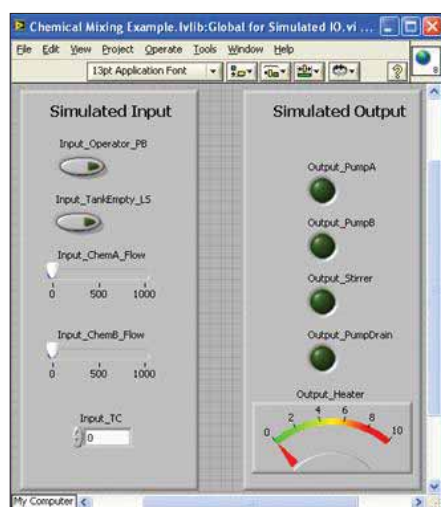 Chemical Mixing Example.lvlib:Global for Simulated IO.vi ...
File Edit View Project Operate Tools Window Help
13pt Application Font
8
Simulated Input
Input_Operator_PB
Input_TankEmpty_LS
Input_ChemA_Flow
0 500 1000
Input_ChemB_Flow
0 500 1000
Input_TC
0
Simulated Output
Output_PumpA
Output_PumpB
Output_Stirrer
Output_PumpDrain
Output_Heater
0 2 4 6 8 10
My Computer